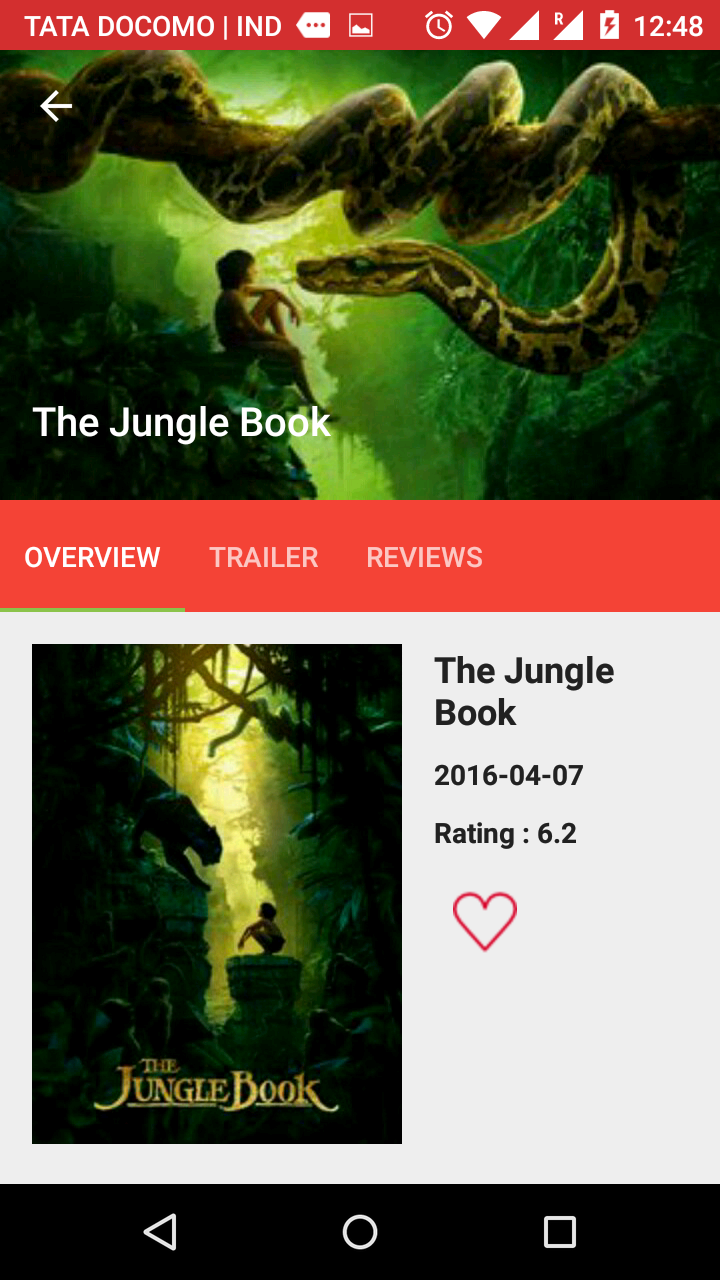 TATA DOCOMO | IND R 12:48
The Jungle Book
OVERVIEW TRAILER REVIEWS
The Jungle
Book
2016-04-07
Rating : 6.2
THE
JUNGLE BOOK